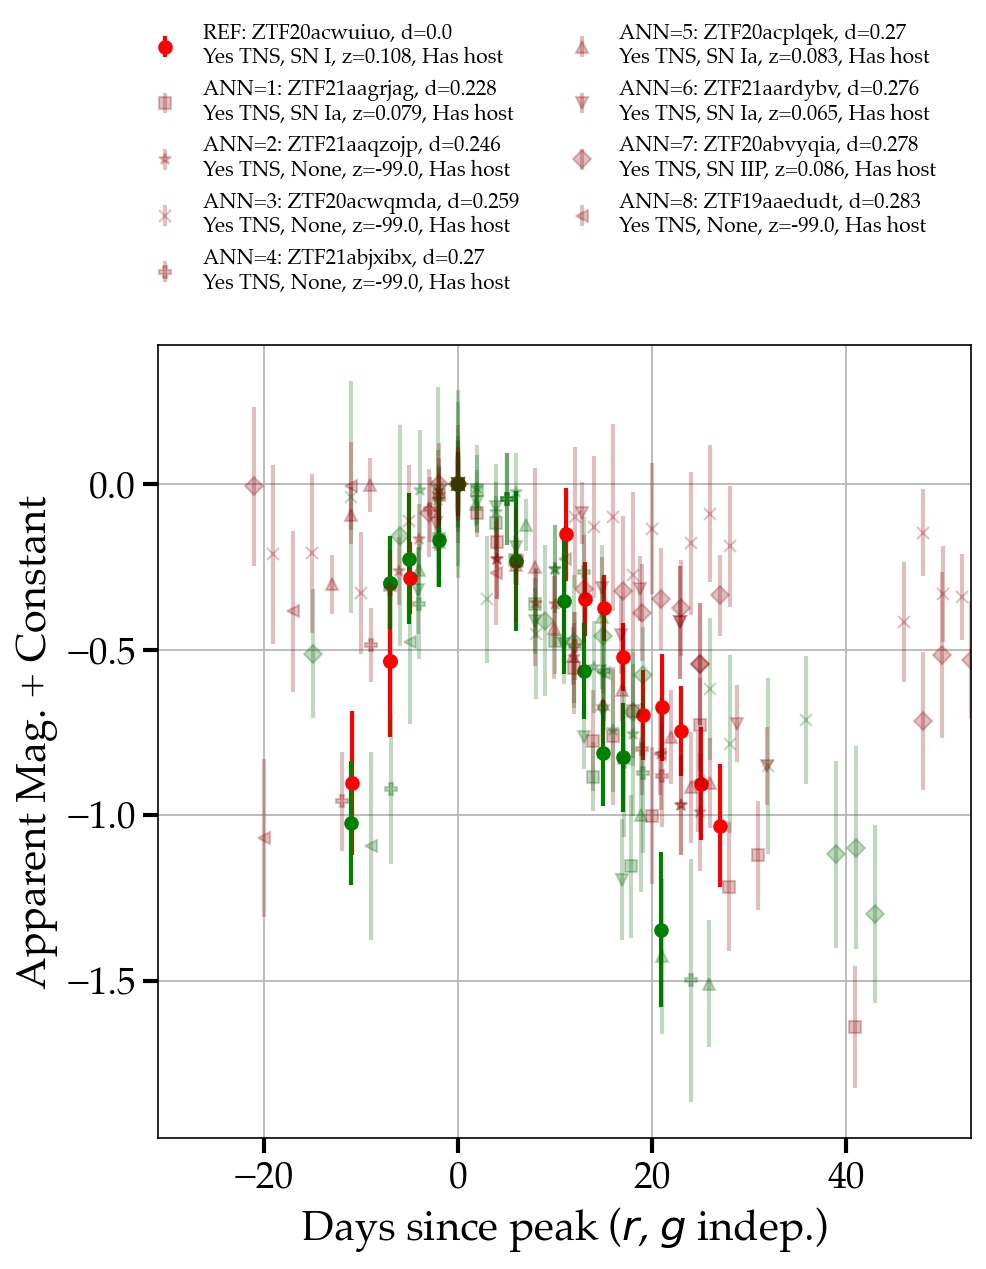 REF: ZTF20acwuiuo, d=0.0
Yes TNS, SN I, z=0.108, Has host
ANN=1: ZTF21aagrjag, d=0.228
Yes TNS, SN Ia, z=0.079, Has host
ANN=2: ZTF21aaqzojp, d=0.246
Yes TNS, None, z=-99.0, Has host
ANN=3: ZTF20acwqmda, d=0.259
Yes TNS, None, z=-99.0, Has host
ANN=4: ZTF21abjxibx, d=0.27
Yes TNS, None, z=-99.0, Has host
ANN=5: ZTF20acplqek, d=0.27
Yes TNS, SN Ia, z=0.083, Has host
ANN=6: ZTF21aardybv, d=0.276
Yes TNS, SN Ia, z=0.065, Has host
ANN=7: ZTF20abvyqia, d=0.278
Yes TNS, SN IIP, z=0.086, Has host
ANN=8: ZTF19aaedudt, d=0.283
Yes TNS, None, z=-99.0, Has host
Apparent Mag. + Constant
0.0
−0.5
−1.0
−1.5
−20
0
20
40
Days since peak (r, g indep.)